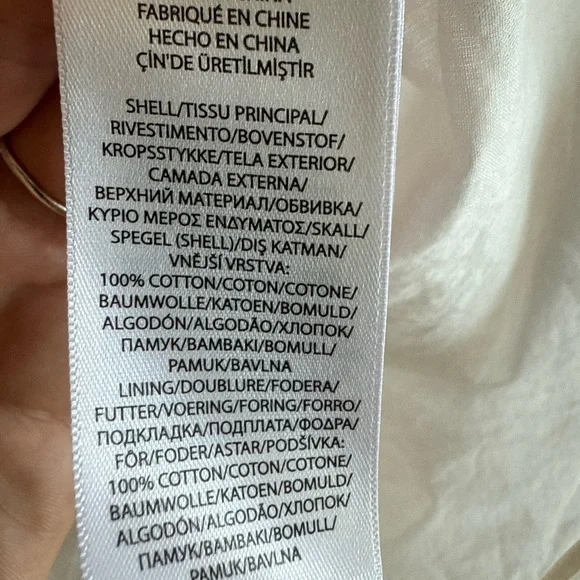 FABRIQUÉ EN CHINE
HECHO EN CHINA
ÇİN'DE ÜRETİLMİŞTİR
SHELL/TISSU PRINCIPAL/
RIVESTIMENTO/BOVENSTOF/
KROPSSTYKKE/TELA EXTERIOR/
CAMADA EXTERNA/
ВЕРХНИЙ МАТЕРИАЛ/ОБВИВКА/
ΚΥΡΙΟ ΜΕΡΟΣ ΕΝΔΥΜΑΤΟΣ/SKALL/
SPEGEL (SHELL)/DIŞ KATMAN/
VNĚJŠÍ VRSTVA:
100% COTTON/COTON/COTONE/
BAUMWOLLE/KATOEN/BOMULD/
ALGODÓN/ALGODÃO/ХЛОПОК/
ПАМУК/ΒΑΜΒΑΚΙ/BOMULL/
PAMUK/BAVLNA
LINING/DOUBLURE/FODERA/
FUTTER/VOERING/FORING/FORRO/
ПОДКЛАДКА/ПОДПЛАТА/ΦΟΔΡΑ/
FÔR/FODER/ASTAR/PODŠÍVKA:
100% COTTON/COTON/COTONE/
BAUMWOLLE/KATOEN/BOMULD/
ALGODÓN/ALGODÃO/ХЛОПОК/
ПАМУК/ΒΑΜΒΑΚΙ/BOMULL/
PAMUK/BAVLNA